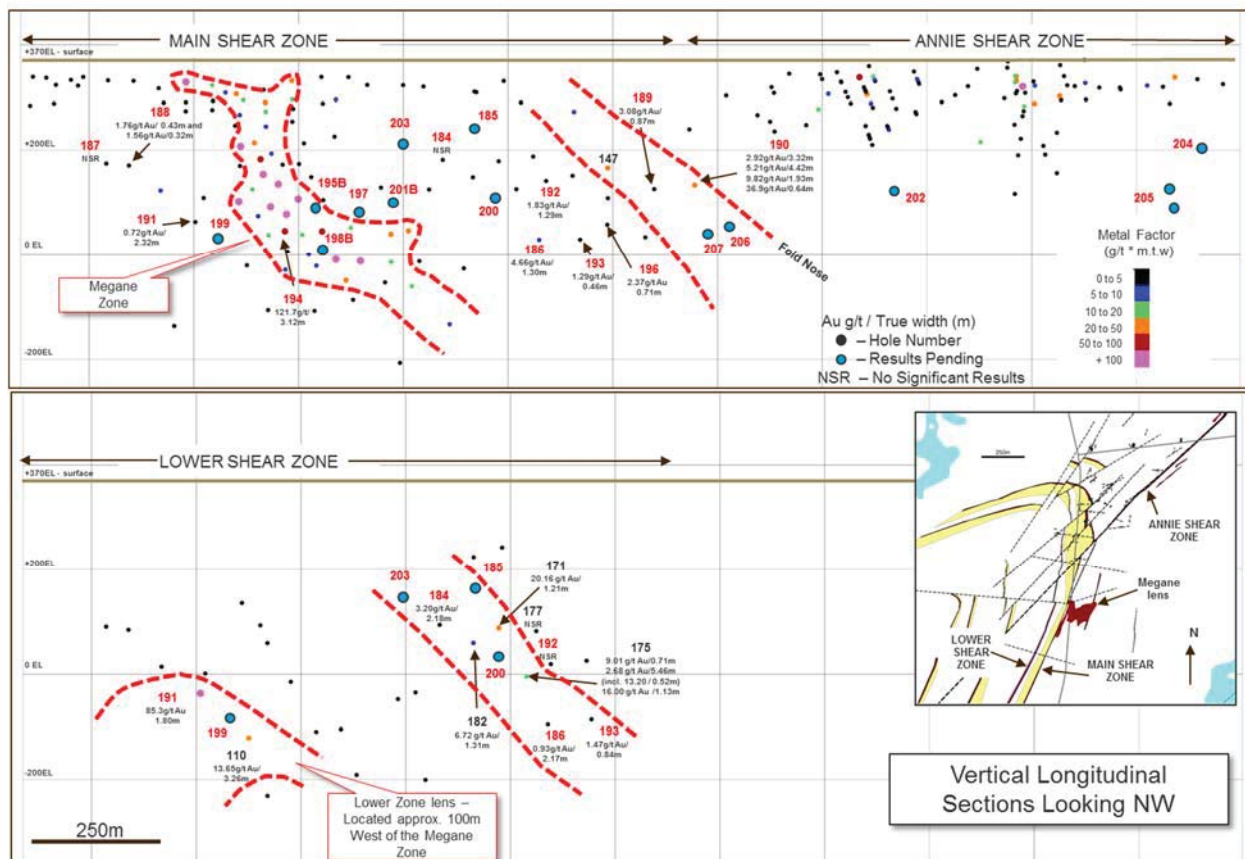 MAIN SHEAR ZONE
ANNIE SHEAR ZONE
+370EL - surface
188
1.76g/t Au/ 0.43m and
1.56g/t Au/0.32m
187
NSR
203
184
NSR
185
189
3.08g/t Au/
0.87m
190
2.92g/t Au/3.32m
5.21g/t Au/4.42m
9.82g/t Au/1.93m
36.9g/t Au/0.64m
204
+200EL
147
195B
197
201B
200
192
1.83g/t Au/
1.29m
202
205
191
0.72g/t Au/
2.32m
199
198B
186
4.66g/t Au/
1.30m
193
1.29g/t Au/
0.46m
196
2.37g/t Au
0.71m
207
206
Fold Nose
0 EL
Megane
Zone
194
121.7g/t/
3.12m
Metal Factor
(g/t * m.t.w)
0 to 5
5 to 10
10 to 20
20 to 50
50 to 100
+ 100
Au g/t / True width (m)
– Hole Number
– Results Pending
NSR – No Significant Results
-200EL
LOWER SHEAR ZONE
+370EL - surface
+200EL
203
184
3.20g/t Au/
2.18m
185
171
20.16g/t Au/
1.21m
177
NSR
192
NSR
175
9.01 g/t Au/0.71m
2.68 g/t Au/5.46m
(incl. 13.20 / 0.52m)
16.00 g/t Au /1.13m
200
0 EL
191
85.3g/t Au
1.80m
199
110
13.65g/t Au/
3.26m
182
6.72 g/t Au/
1.31m
186
0.93g/t Au/
2.17m
193
1.47g/t Au/
0.84m
-200EL
Lower Zone lens –
Located approx. 100m
West of the Megane
Zone
250m
250m
ANNIE SHEAR
ZONE
Megane
lens
LOWER
SHEAR
ZONE
MAIN SHEAR
ZONE
N
Vertical Longitudinal
Sections Looking NW